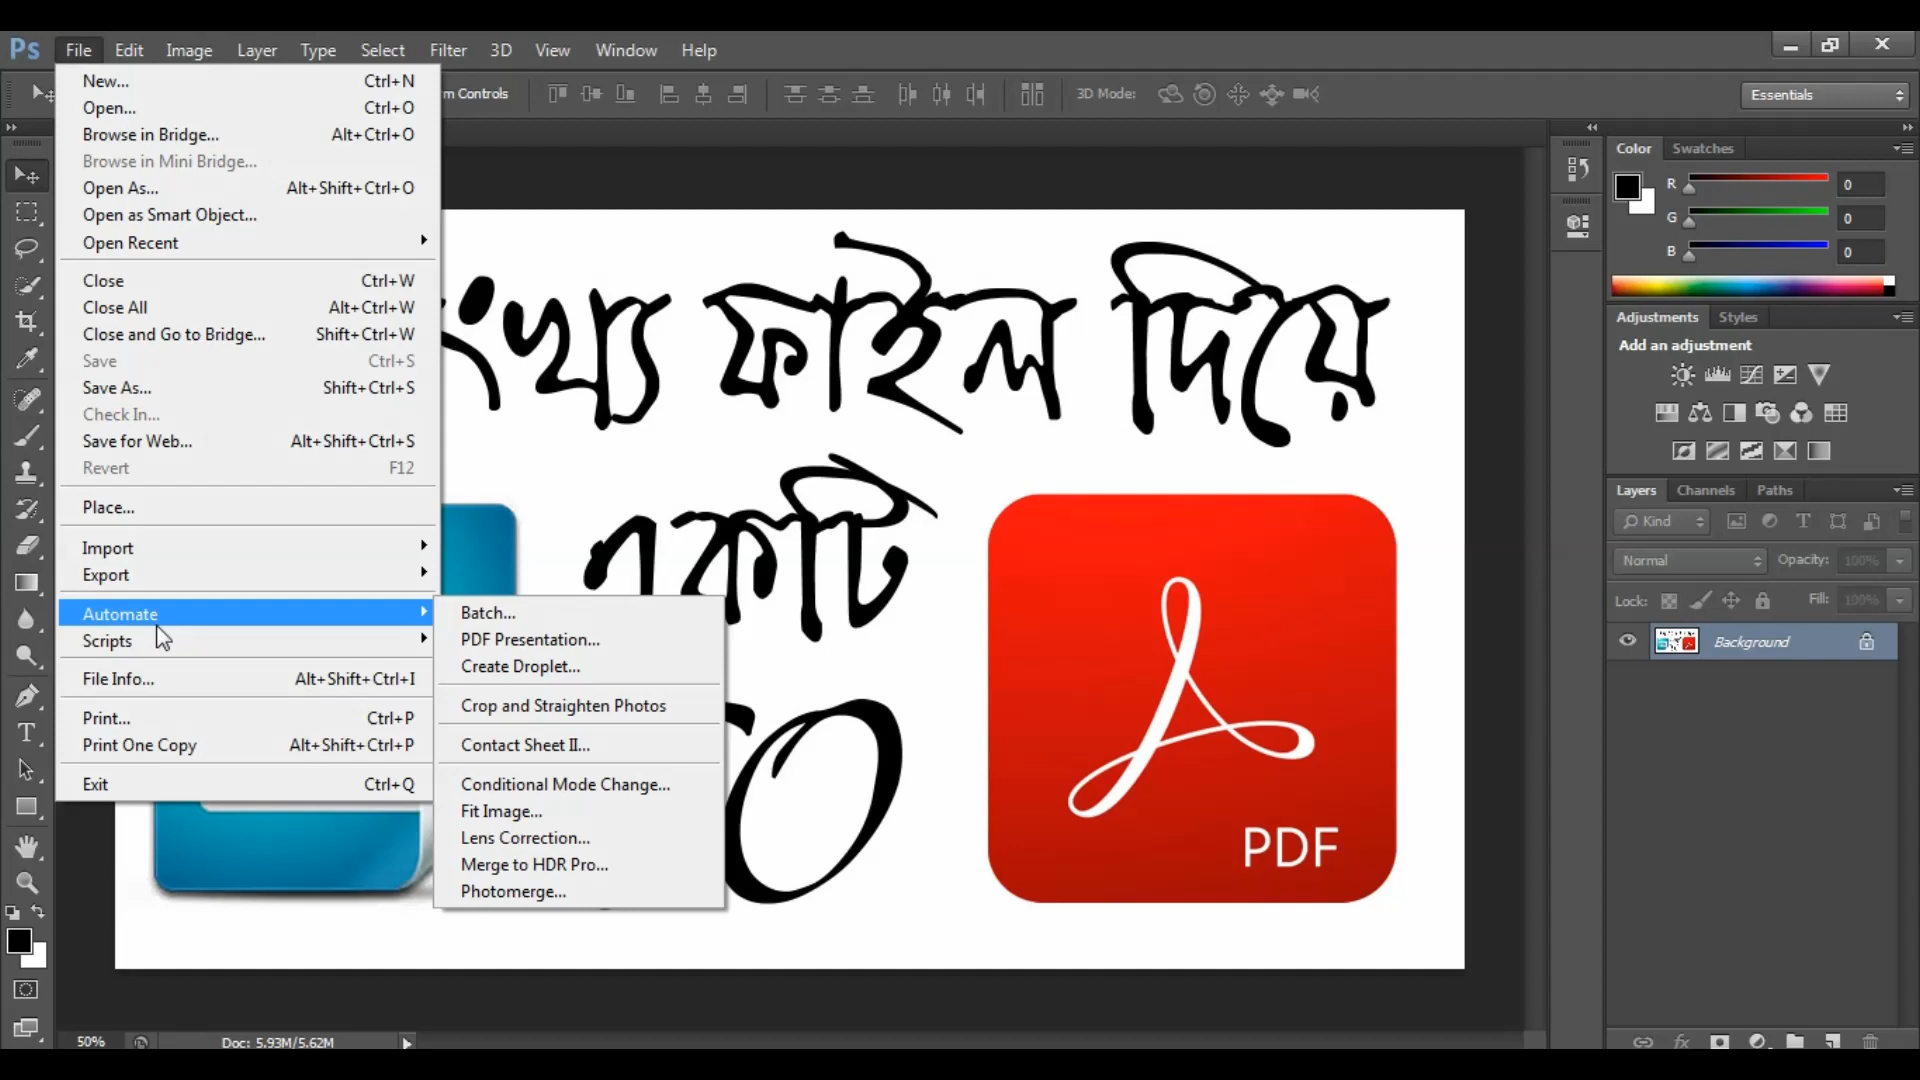 Ps File Edit Image Layer Type Select Filter 3D View Window Help
m Controls 3D Mode: Essentials
New... Ctrl+N
Open... Ctrl+O
Browse in Bridge... Alt+Ctrl+O
Browse in Mini Bridge...
Open As... Alt+Shift+Ctrl+O
Open as Smart Object...
Open Recent
Close Ctrl+W
Close All Alt+Ctrl+W
Close and Go to Bridge... Shift+Ctrl+W
Save Ctrl+S
Save As... Shift+Ctrl+S
Check In...
Save for Web... Alt+Shift+Ctrl+S
Revert F12
Place...
Import
Export
Automate
Scripts
File Info... Alt+Shift+Ctrl+I
Print... Ctrl+P
Print One Copy Alt+Shift+Ctrl+P
Exit Ctrl+Q
Batch...
PDF Presentation...
Create Droplet...
Crop and Straighten Photos
Contact Sheet II...
Conditional Mode Change...
Fit Image...
Lens Correction...
Merge to HDR Pro...
Photomerge...
ংখ্য ফাইল দিয়ে
একটি
O
PDF
Color Swatches
R 0
G 0
B 0
Adjustments Styles
Add an adjustment
Layers Channels Paths
Kind
Normal Opacity: 100%
Lock: Fill: 100%
Background
50% Doc: 5.93M/5.62M